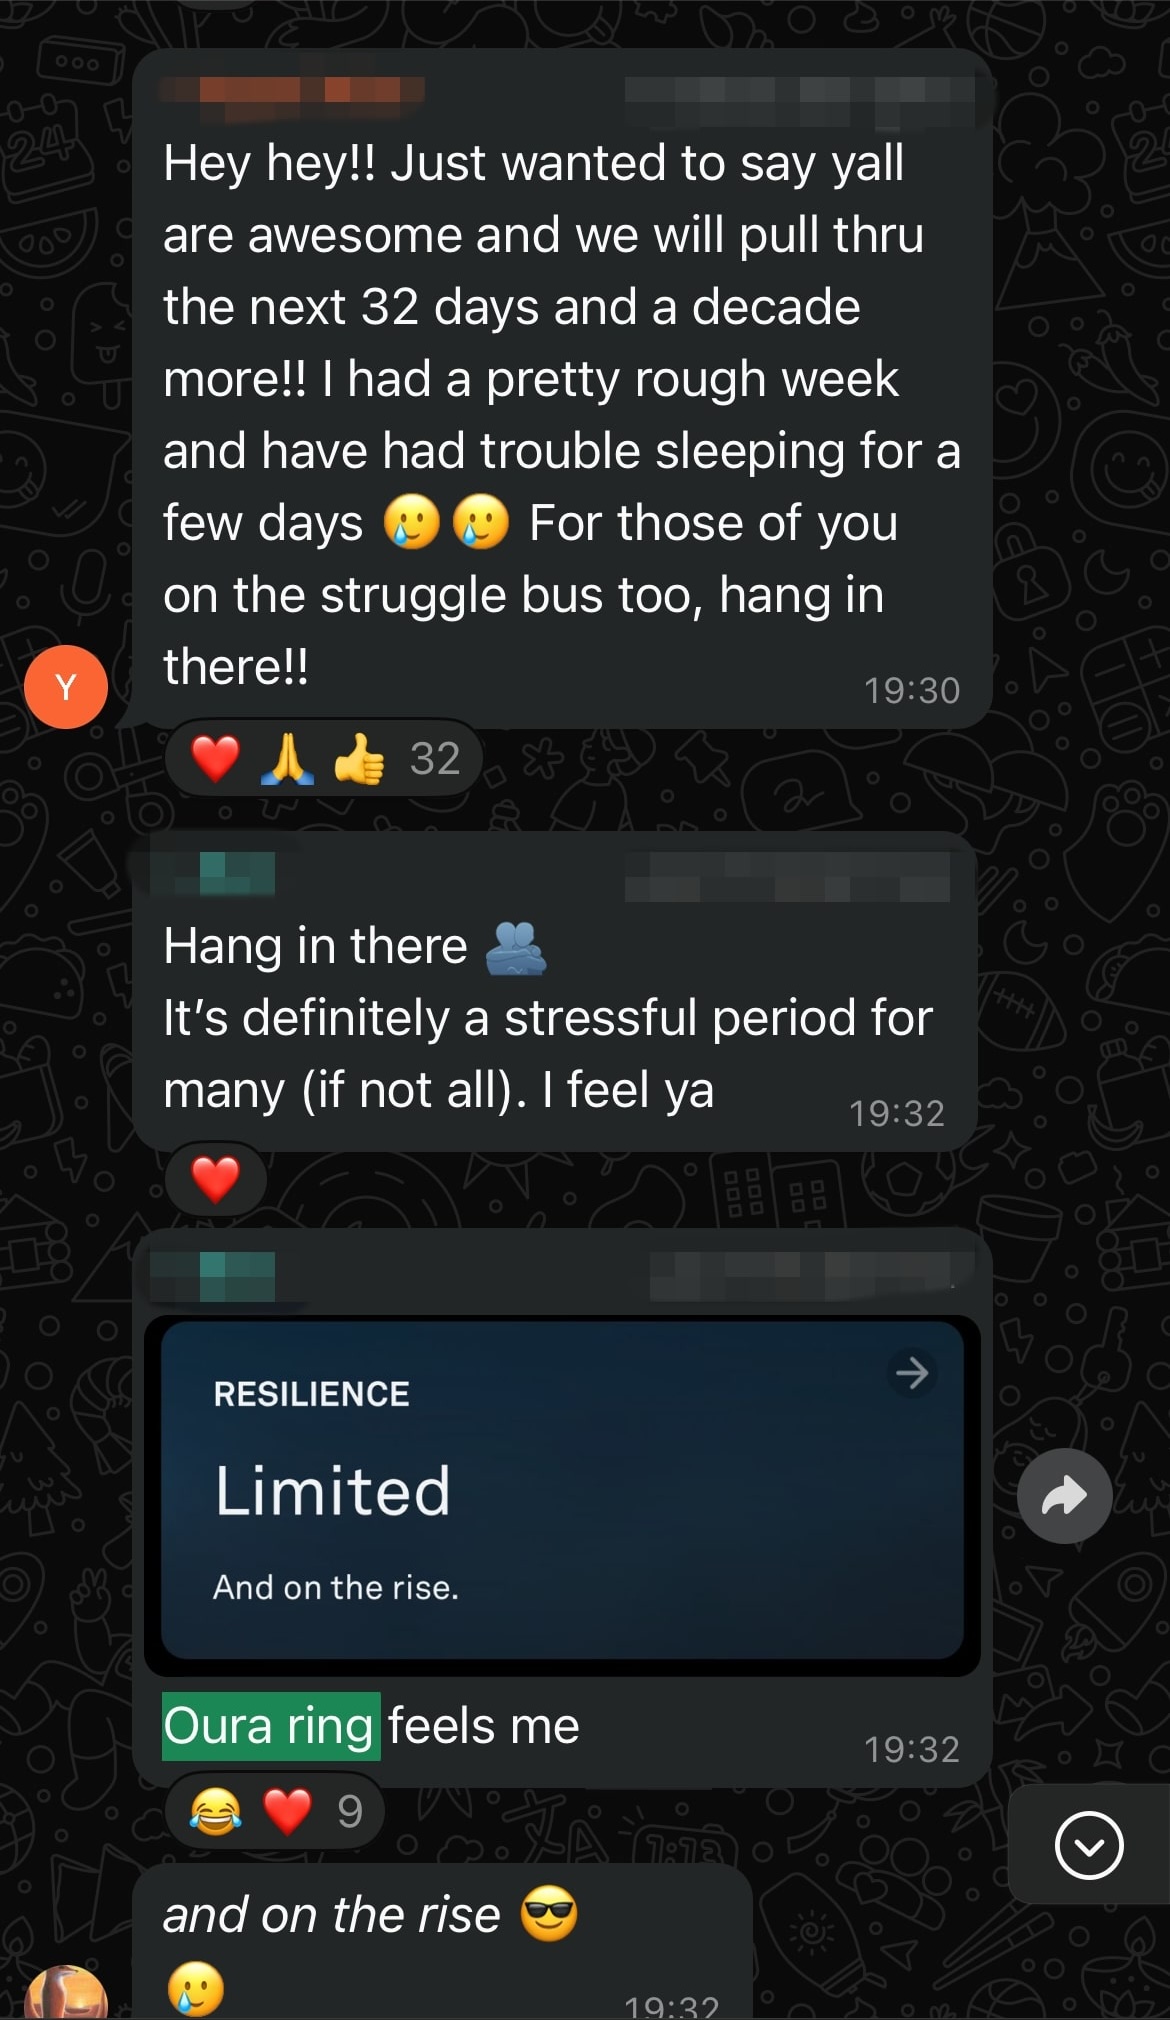 Hey hey!! Just wanted to say yall
are awesome and we will pull thru
the next 32 days and a decade
more!! I had a pretty rough week
and have had trouble sleeping for a
few days 🥲🥲 For those of you
on the struggle bus too, hang in
there!!
19:30
Y
❤️ 🙏 👍 32
Hang in there 🫂
It’s definitely a stressful period for
many (if not all). I feel ya
19:32
❤️
RESILIENCE
Limited
And on the rise.
Oura ring feels me
19:32
😂 ❤️ 9
and on the rise 😎
🥲
19:32